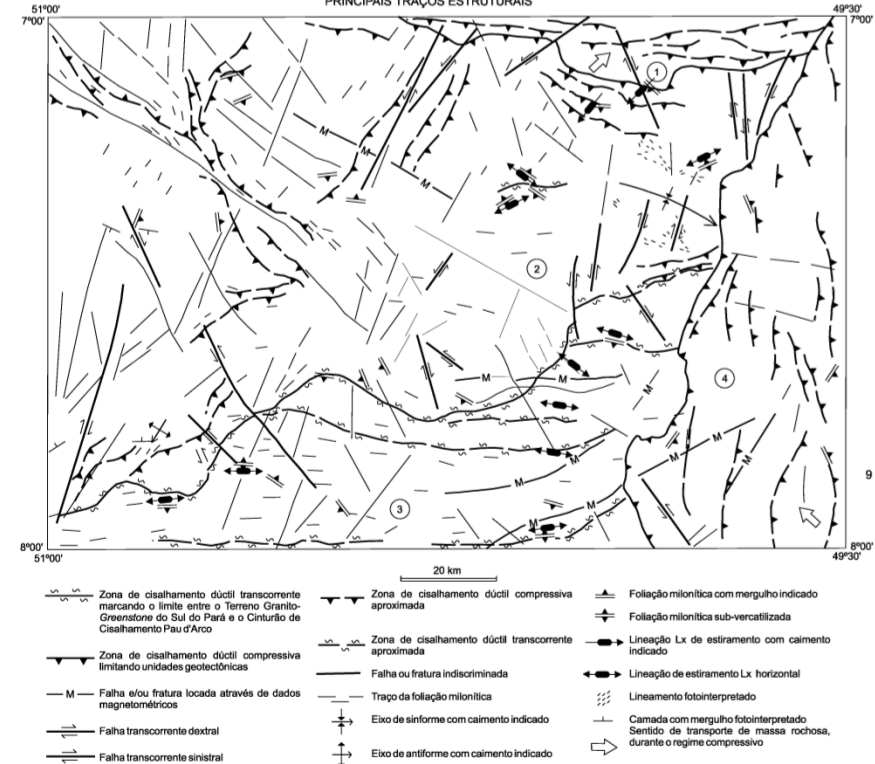 PRINCIPAIS TRAÇOS ESTRUTURAIS
51°00'
49°30'
7°00'
7°00'
1
M
M
M
2
M
M
M
4
M
M
M
M
9
M
3
M
M
8°00'
8°00'
51°00'
49°30'
20 km
Zona de cisalhamento dúctil transcorrente
marcando o limite entre o Terreno Granito-
Greenstone do Sul do Pará e o Cinturão de
Cisalhamento Pau d'Arco
Zona de cisalhamento dúctil compressiva
limitando unidades geotectônicas
M Falha e/ou fratura locada através de dados
magnetométricos
Falha transcorrente dextral
Falha transcorrente sinistral
Zona de cisalhamento dúctil compressiva
aproximada
Zona de cisalhamento dúctil transcorrente
aproximada
Falha ou fratura indiscriminada
Traço da foliação milonítica
Eixo de sinforme com caimento indicado
Eixo de antiforme com caimento indicado
Foliação milonítica com mergulho indicado
Foliação milonítica sub-vercatilizada
Lineação Lx de estiramento com caimento
indicado
Lineação de estiramento Lx horizontal
Lineamento fotointerpretado
Camada com mergulho fotointerpretado
Sentido de transporte de massa rochosa,
durante o regime compressivo